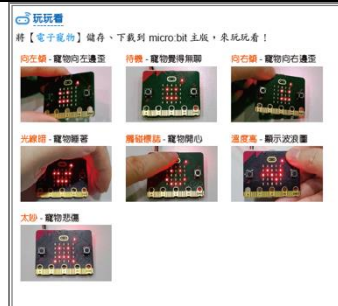 玩玩看
將【電子寵物】儲存、下載到 micro:bit 主版，來玩玩看！
向左傾 - 寵物向左邊歪
待機 - 寵物覺得無聊
向右傾 - 寵物向右邊歪
光線暗 - 寵物睡著
觸碰標誌 - 寵物開心
溫度高 - 顯示波浪圖
太吵 - 寵物悲傷